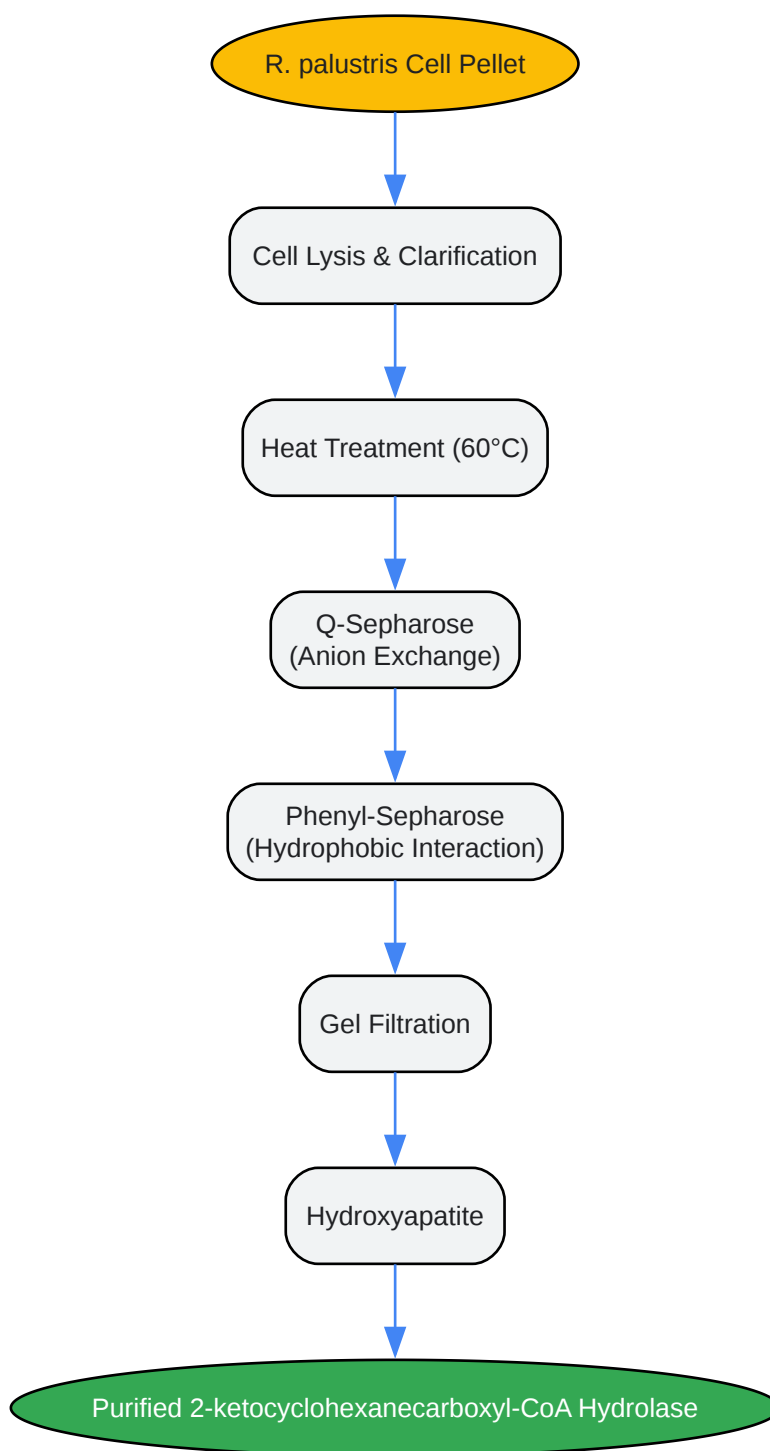 R. palustris Cell Pellet
Cell Lysis & Clarification
Heat Treatment (60°C)
Q-Sepharose
(Anion Exchange)
Phenyl-Sepharose
(Hydrophobic Interaction)
Gel Filtration
Hydroxyapatite
Purified 2-ketocyclohexanecarboxyl-CoA Hydrolase